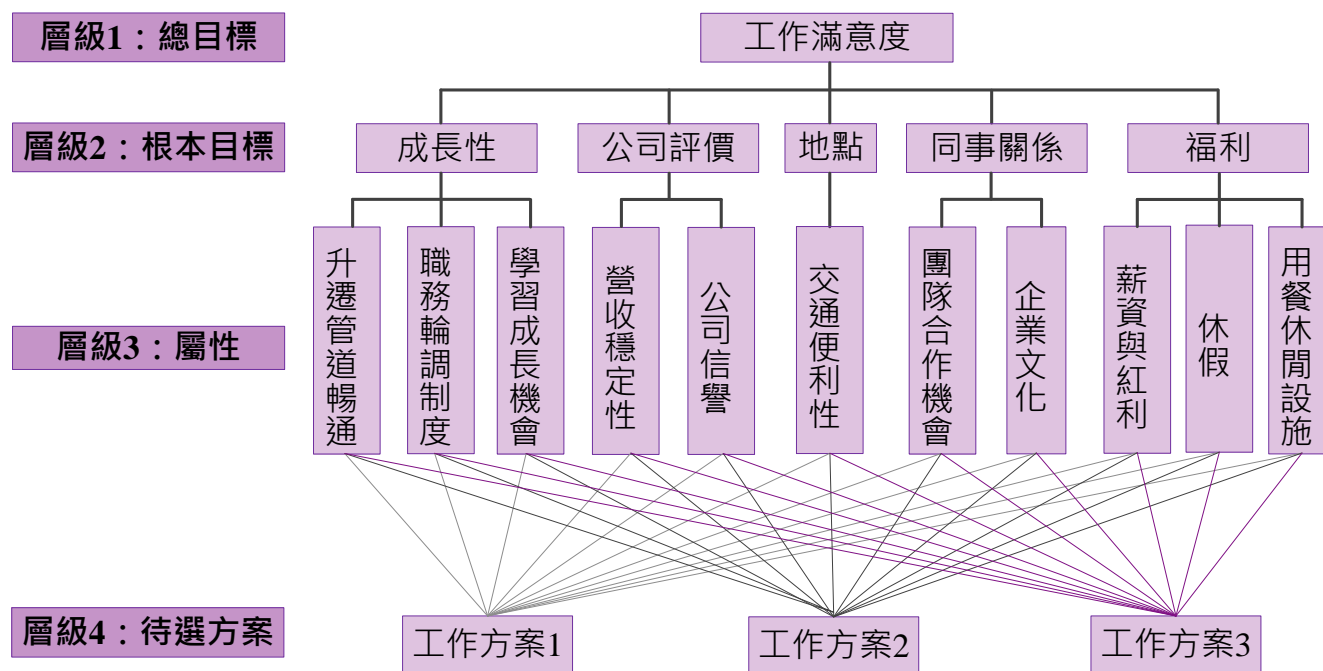 層級1：總目標
工作滿意度
層級2：根本目標
成長性
公司評價
地點
同事關係
福利
層級3：屬性
升遷管道暢通
職務輪調制度
學習成長機會
營收穩定性
公司信譽
交通便利性
團隊合作機會
企業文化
薪資與紅利
休假
用餐休閒設施
層級4：待選方案
工作方案1
工作方案2
工作方案3